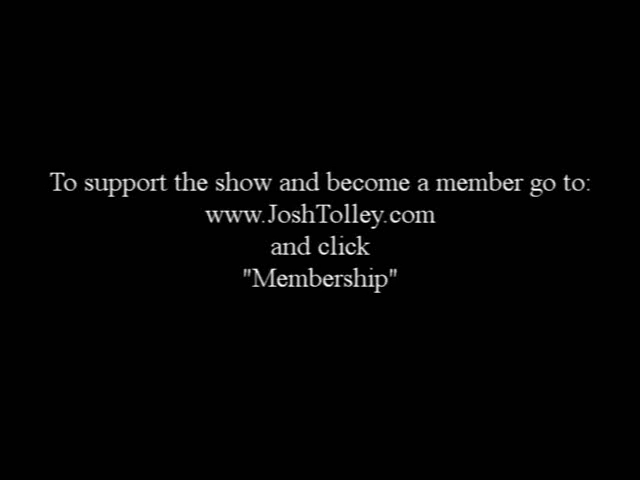 To support the show and become a member go to:
www.JoshTolley.com
and click
"Membership"